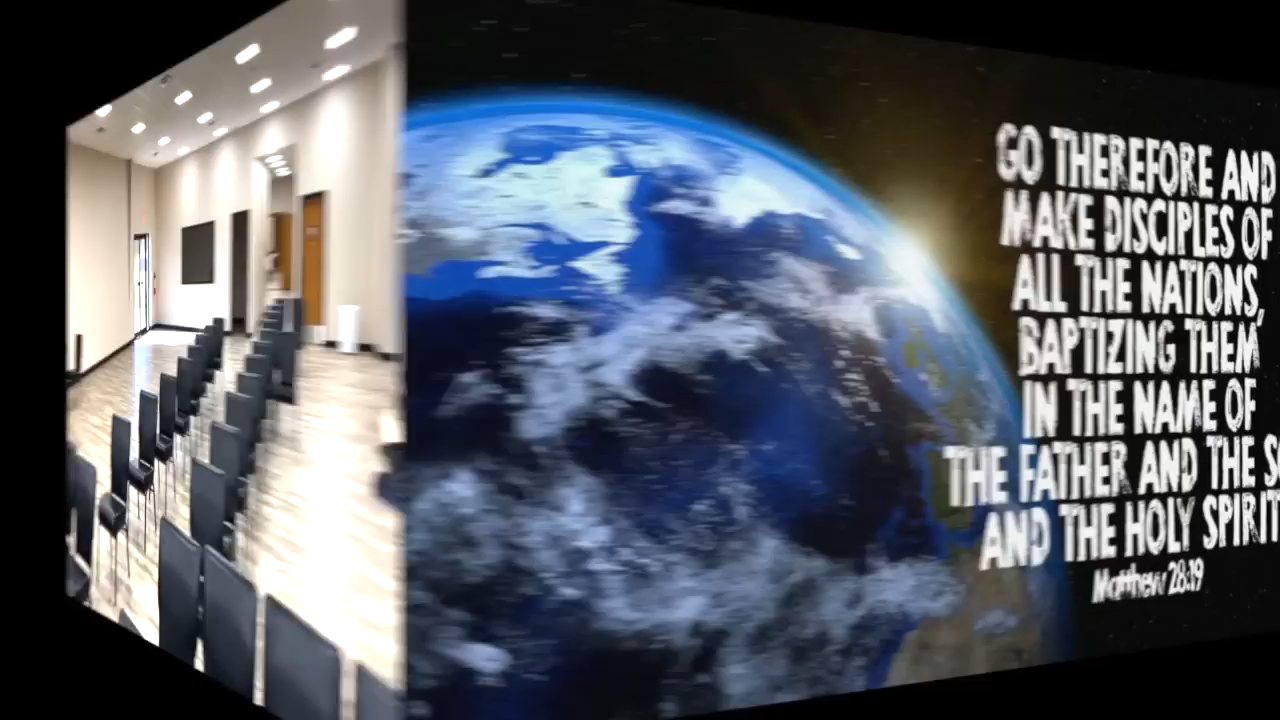 GO THEREFORE AND
MAKE DISCIPLES OF
ALL THE NATIONS,
BAPTIZING THEM
IN THE NAME OF
THE FATHER AND THE
AND THE HOLY SPIRIT
Matthew 28:19